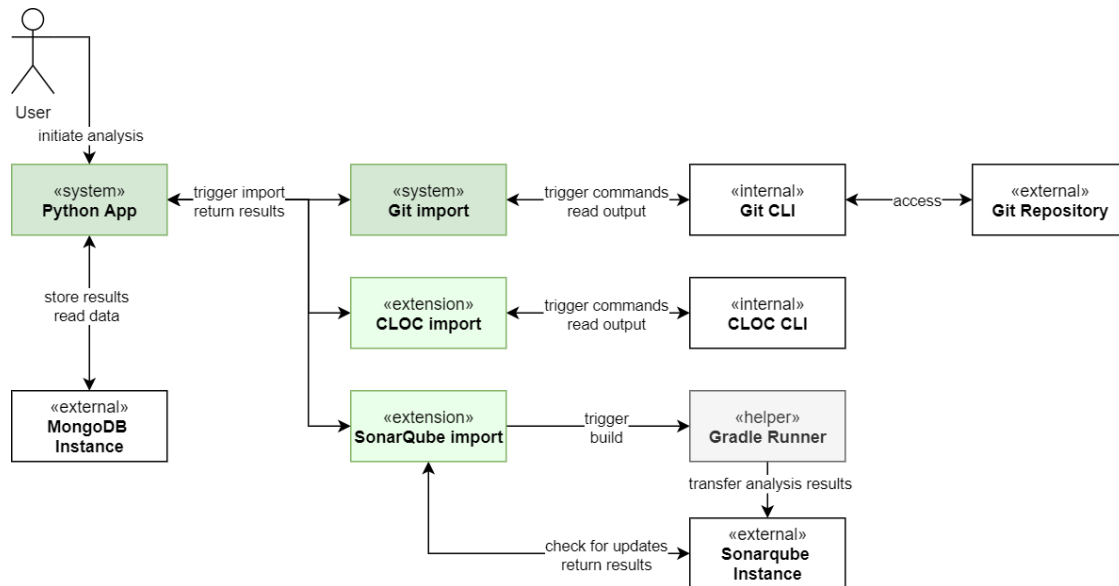 User
initiate analysis
«system»
Python App
trigger import
return results
«system»
Git import
trigger commands
read output
«internal»
Git CLI
access
«external»
Git Repository
store results
read data
«extension»
CLOC import
trigger commands
read output
«internal»
CLOC CLI
«external»
MongoDB
Instance
«extension»
SonarQube import
trigger
build
«helper»
Gradle Runner
transfer analysis results
check for updates
return results
«external»
Sonarqube
Instance